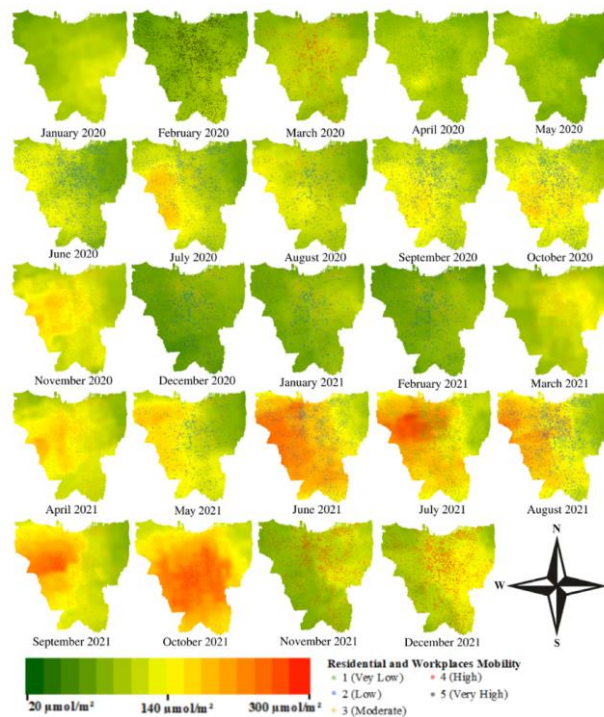 January 2020 February 2020 March 2020 April 2020 May 2020
June 2020 July 2020 August 2020 September 2020 October 2020
November 2020 December 2020 January 2021 February 2021 March 2021
April 2021 May 2021 June 2021 July 2021 August 2021
September 2021 October 2021 November 2021 December 2021
N
W E
S
Residential and Workplaces Mobility
1 (Vey Low) 4 (High)
2 (Low) 5 (Very High)
3 (Moderate)
20 µmol/m² 140 µmol/m² 300 µmol/m²